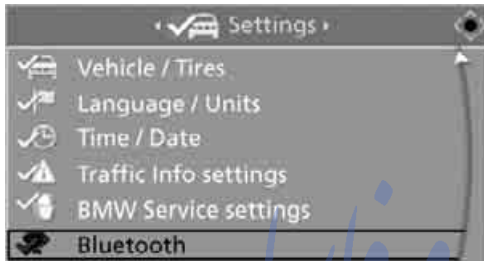 Settings
Vehicle / Tires
Language / Units
Time / Date
Traffic Info settings
BMW Service settings
Bluetooth